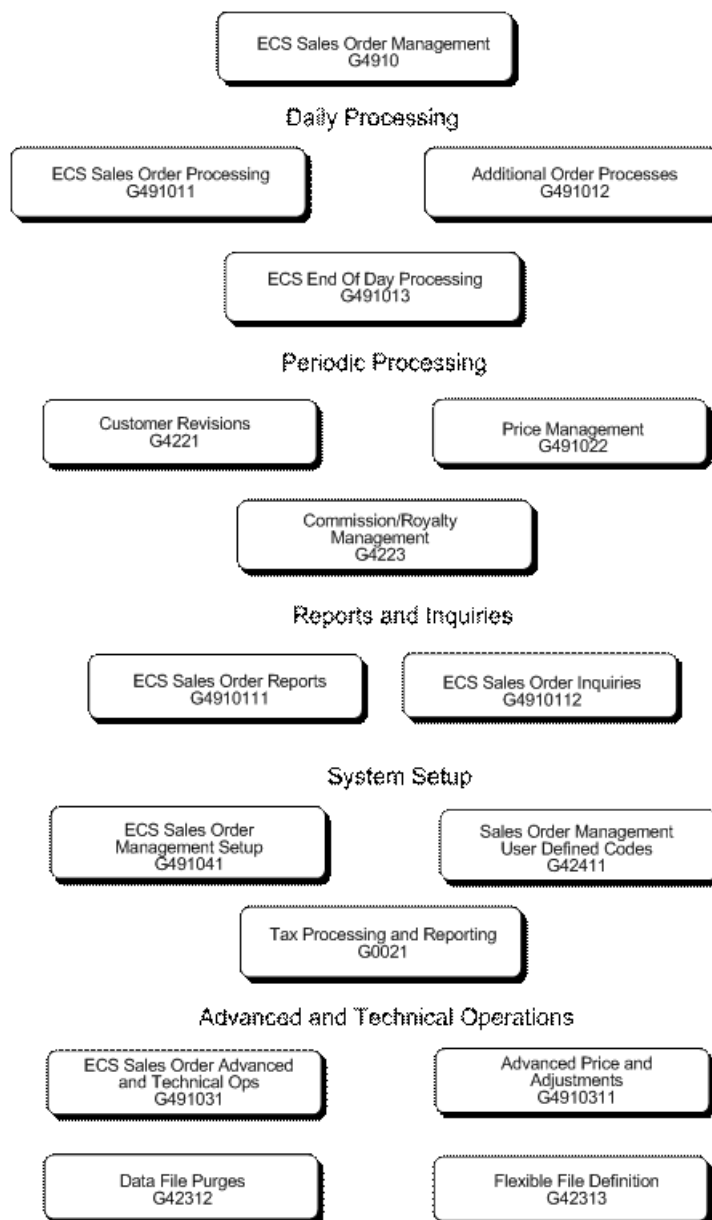 ECS Sales Order Management
G4910
Daily Processing
ECS Sales Order Processing
G491011
Additional Order Processes
G491012
ECS End Of Day Processing
G491013
Periodic Processing
Customer Revisions
G4221
Price Management
G491022
Commission/Royalty
Management
G4223
Reports and Inquiries
ECS Sales Order Reports
G4910111
ECS Sales Order Inquiries
G4910112
System Setup
ECS Sales Order
Management Setup
G491041
Sales Order Management
User Defined Codes
G42411
Tax Processing and Reporting
G0021
Advanced and Technical Operations
ECS Sales Order Advanced
and Technical Ops
G491031
Advanced Price and
Adjustments
G4910311
Data File Purges
G42312
Flexible File Definition
G42313